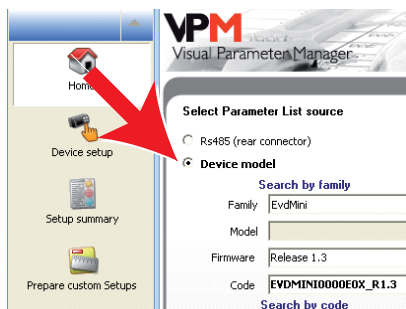 VPM
Visual Parameter Manager
Home
Device setup
Setup summary
Prepare custom Setups
Select Parameter List source
Rs485 (rear connector)
Device model
Search by family
Family EvdMini
Model
Firmware Release 1.3
Code EVDMINI0000E0X_R1.3
Search by code